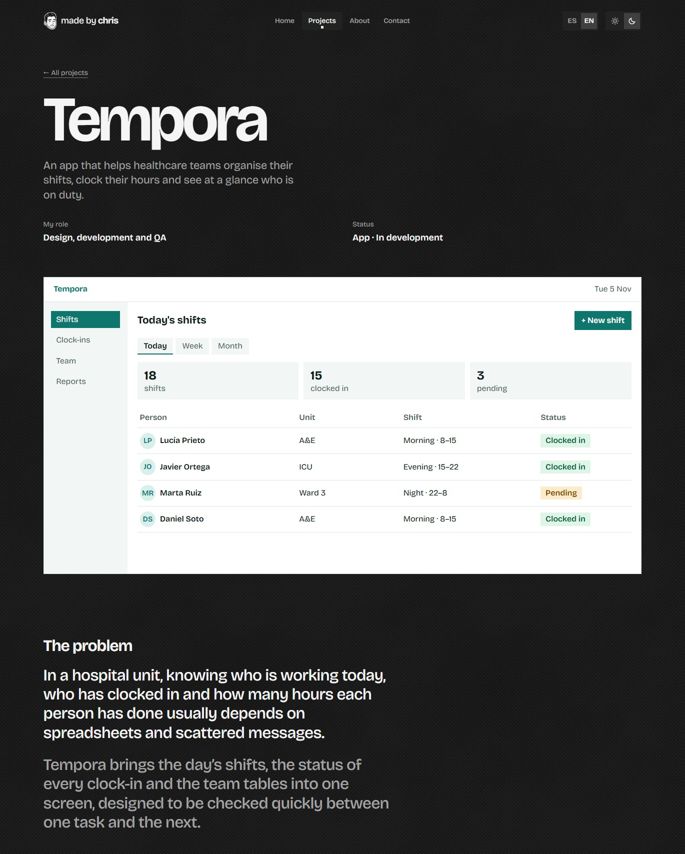 made by chris
Home Projects About Contact
ES EN
← All projects
Tempora
An app that helps healthcare teams organise their
shifts, clock their hours and see at a glance who is
on duty.
My role
Design, development and QA
Status
App · In development
Tempora
Tue 5 Nov
Shifts
Clock-ins
Team
Reports
Today's shifts
+ New shift
Today Week Month
18
shifts
15
clocked in
3
pending
Person Unit Shift Status
LP Lucía Prieto A&E Morning · 8–15 Clocked in
JO Javier Ortega ICU Evening · 15–22 Clocked in
MR Marta Ruiz Ward 3 Night · 22–8 Pending
DS Daniel Soto A&E Morning · 8–15 Clocked in
The problem
In a hospital unit, knowing who is working today,
who has clocked in and how many hours each
person has done usually depends on
spreadsheets and scattered messages.
Tempora brings the day's shifts, the status of
every clock-in and the team tables into one
screen, designed to be checked quickly between
one task and the next.